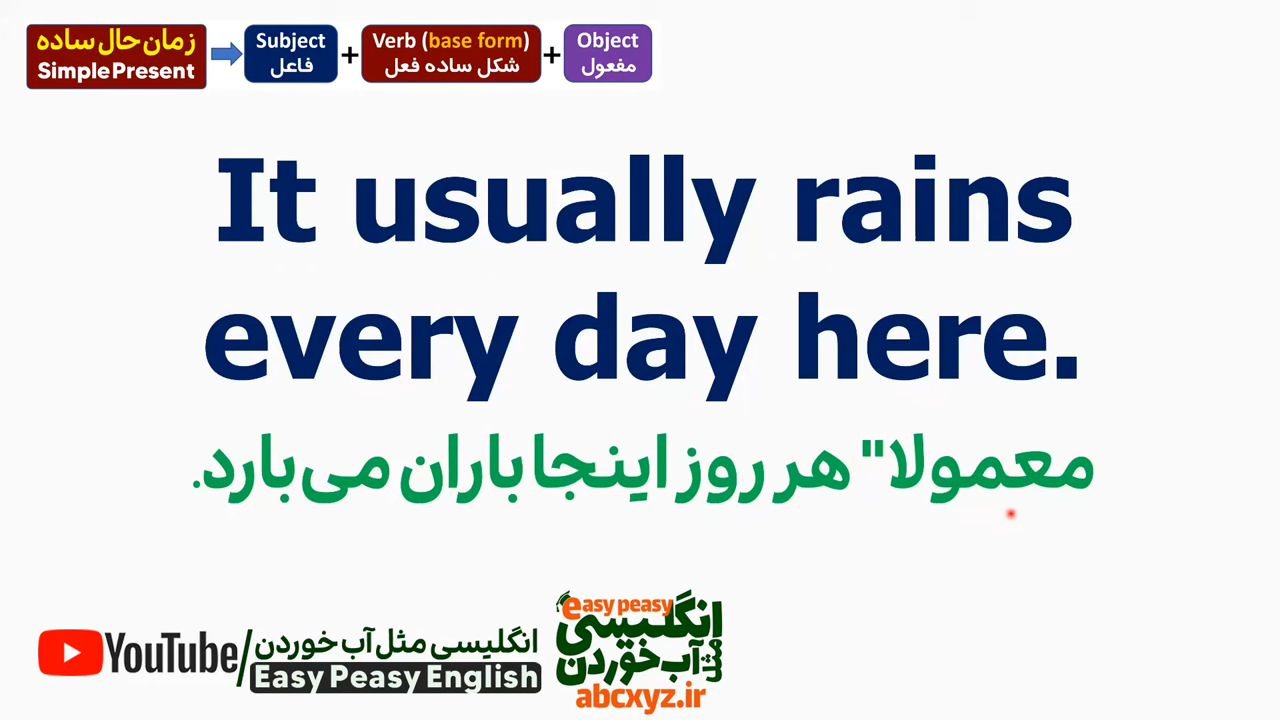 زمان حال ساده
Simple Present
Subject
فاعل
+
Verb (base form)
شکل ساده فعل
+
Object
مفعول
It usually rains
every day here.
معمولا" هر روز اینجا باران می‌بارد.
YouTube/
انگلیسی مثل آب خوردن
Easy Peasy English
easy peasy
انگلیسی
مثل
آب خوردن
abcxyz.ir